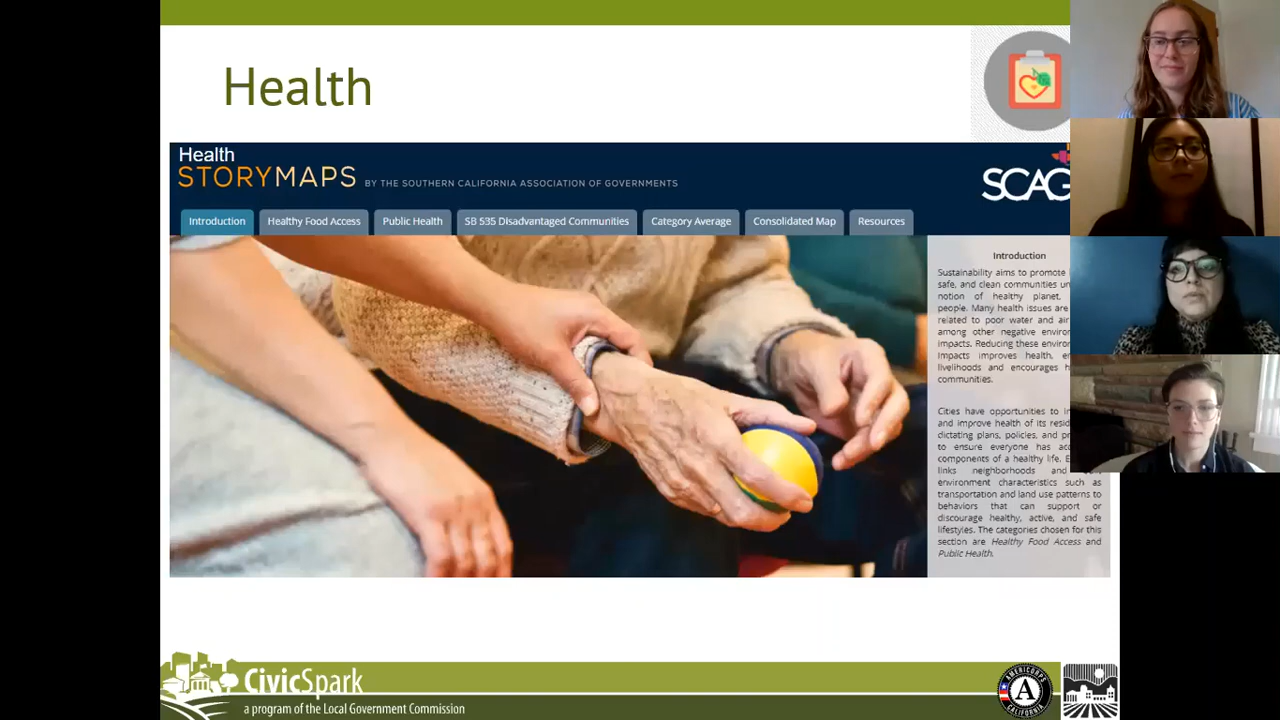 Health
Health
STORYMAPS BY THE SOUTHERN CALIFORNIA ASSOCIATION OF GOVERNMENTS
SCAG
Introduction Healthy Food Access Public Health SB 535 Disadvantaged Communities Category Average Consolidated Map Resources
Introduction
Sustainability aims to promote
safe, and clean communities
notion of healthy planet,
people. Many health issues are
related to poor water and
among other negative
impacts. Reducing these
impacts improves health,
livelihoods and encourages
communities.
Cities have opportunities to
and improve health of its
dictating plans, policies, and
to ensure everyone has
components of a healthy life.
links neighborhoods and
environment characteristics such as
transportation and land use patterns to
behaviors that can support or
discourage healthy, active, and safe
lifestyles. The categories chosen for this
section are Healthy Food Access and
Public Health.
CivicSpark
a program of the Local Government Commission
AMERICORPS
A
CALIFORNIA